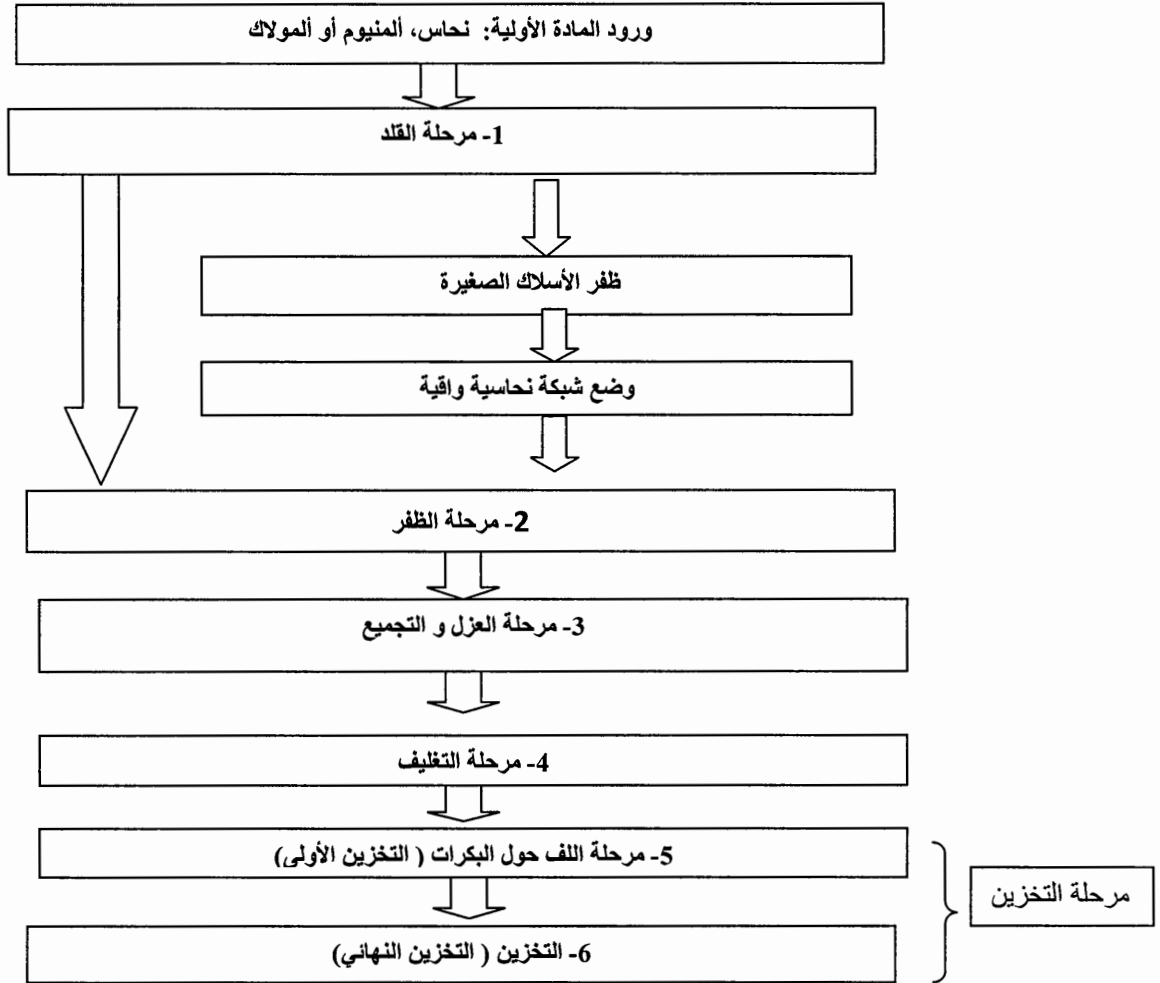 ورود المادة الأولية: نحاس، ألمنيوم أو ألمولاك
1- مرحلة القلد
ظفر الأسلاك الصغيرة
وضع شبكة نحاسية واقية
2- مرحلة الظفر
3- مرحلة العزل و التجميع
4- مرحلة التغليف
5- مرحلة اللف حول البكرات ( التخزين الأولى)
6- التخزين ( التخزين النهائي)
مرحلة التخزين